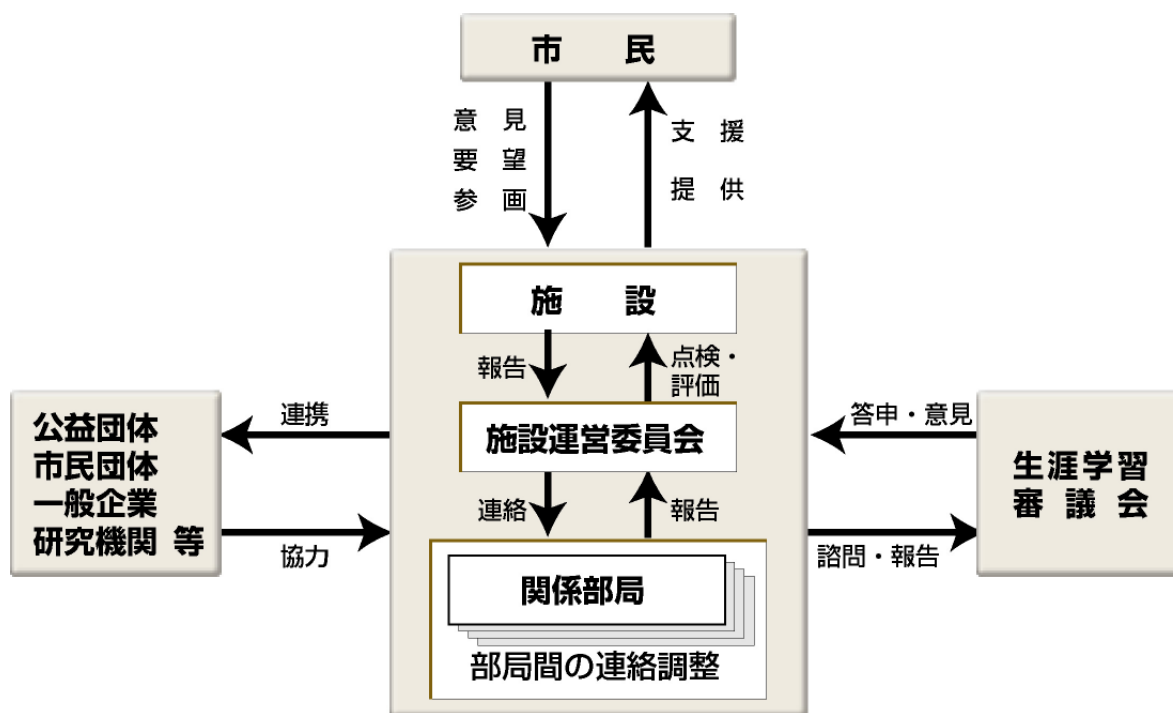 市　民
意　見
要　望
参　画
支　援
提　供
施　設
報告
点検・
評価
公益団体
市民団体
一般企業
研究機関 等
連携
協力
施設運営委員会
答申・意見
諮問・報告
生涯学習
審 議 会
連絡
報告
関係部局
部局間の連絡調整